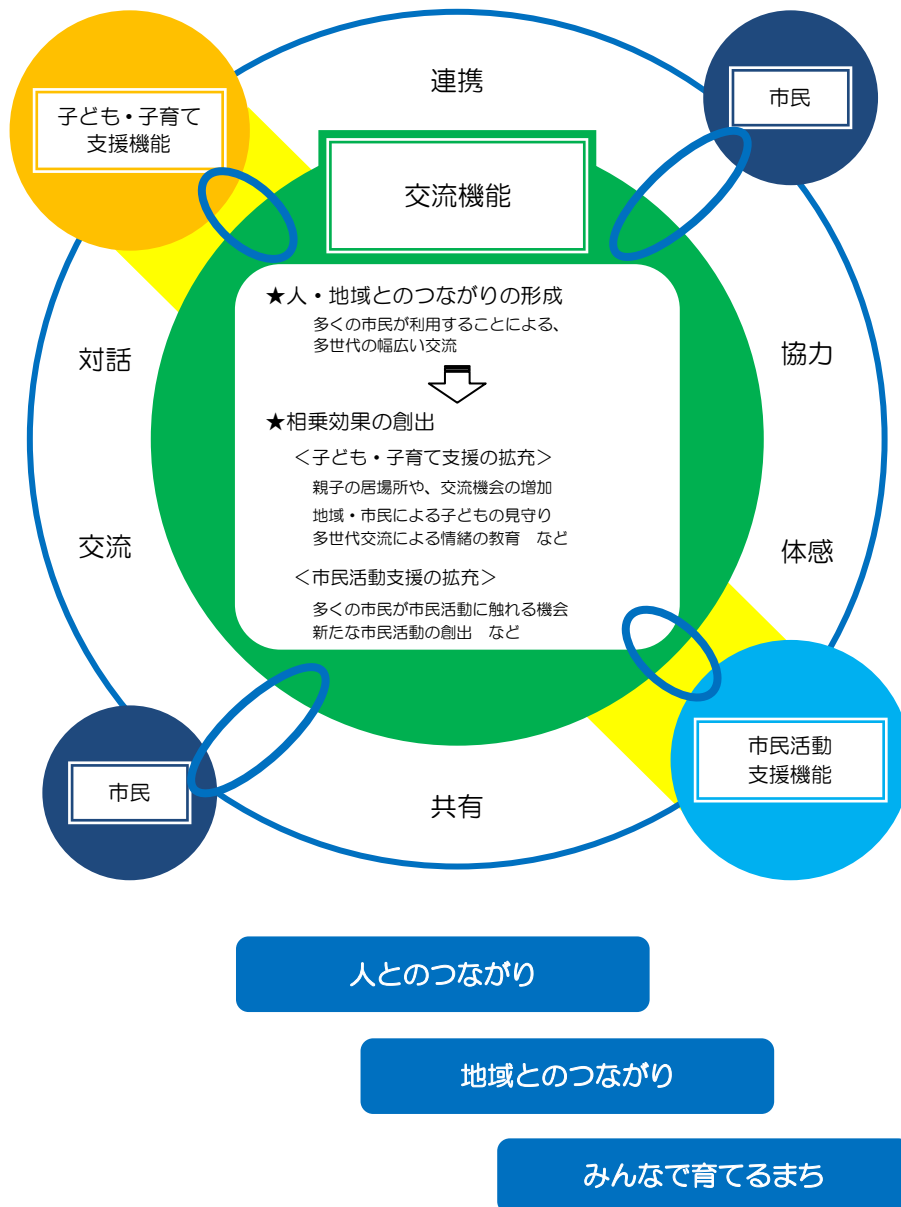 連携
子ども・子育て
支援機能
市民
交流機能
★人・地域とのつながりの形成
多くの市民が利用することによる、
多世代の幅広い交流
対話
協力
★相乗効果の創出
＜子ども・子育て支援の拡充＞
親子の居場所や、交流機会の増加
地域・市民による子どもの見守り
多世代交流による情緒の教育　など
交流
体感
＜市民活動支援の拡充＞
多くの市民が市民活動に触れる機会
新たな市民活動の創出　など
市民活動
支援機能
市民
共有
人とのつながり
地域とのつながり
みんなで育てるまち